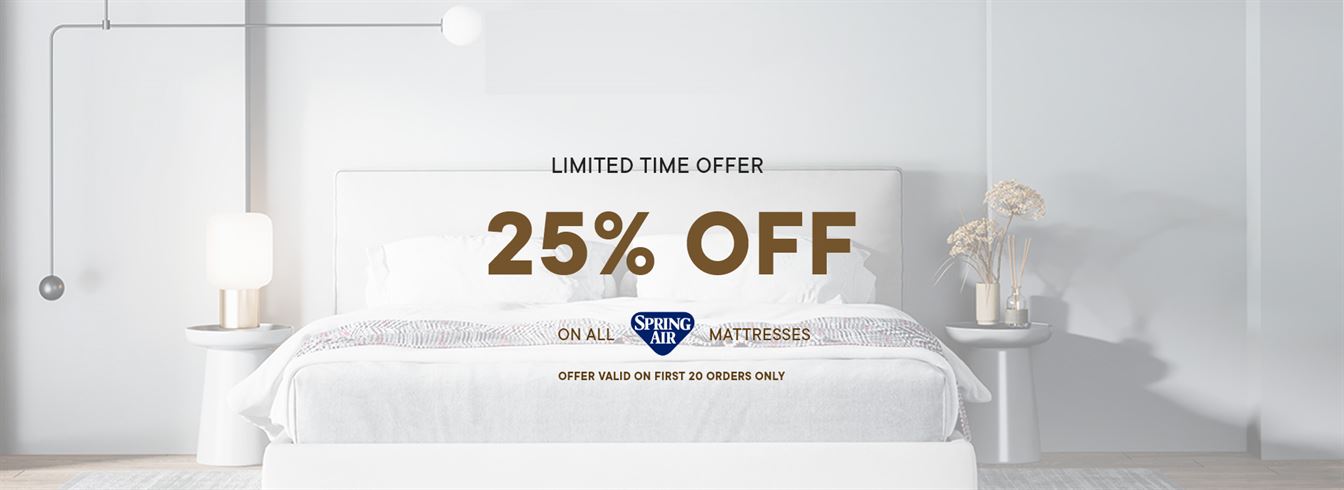 LIMITED TIME OFFER
25% OFF
ON ALL SPRING AIR MATTRESSES
OFFER VALID ON FIRST 20 ORDERS ONLY